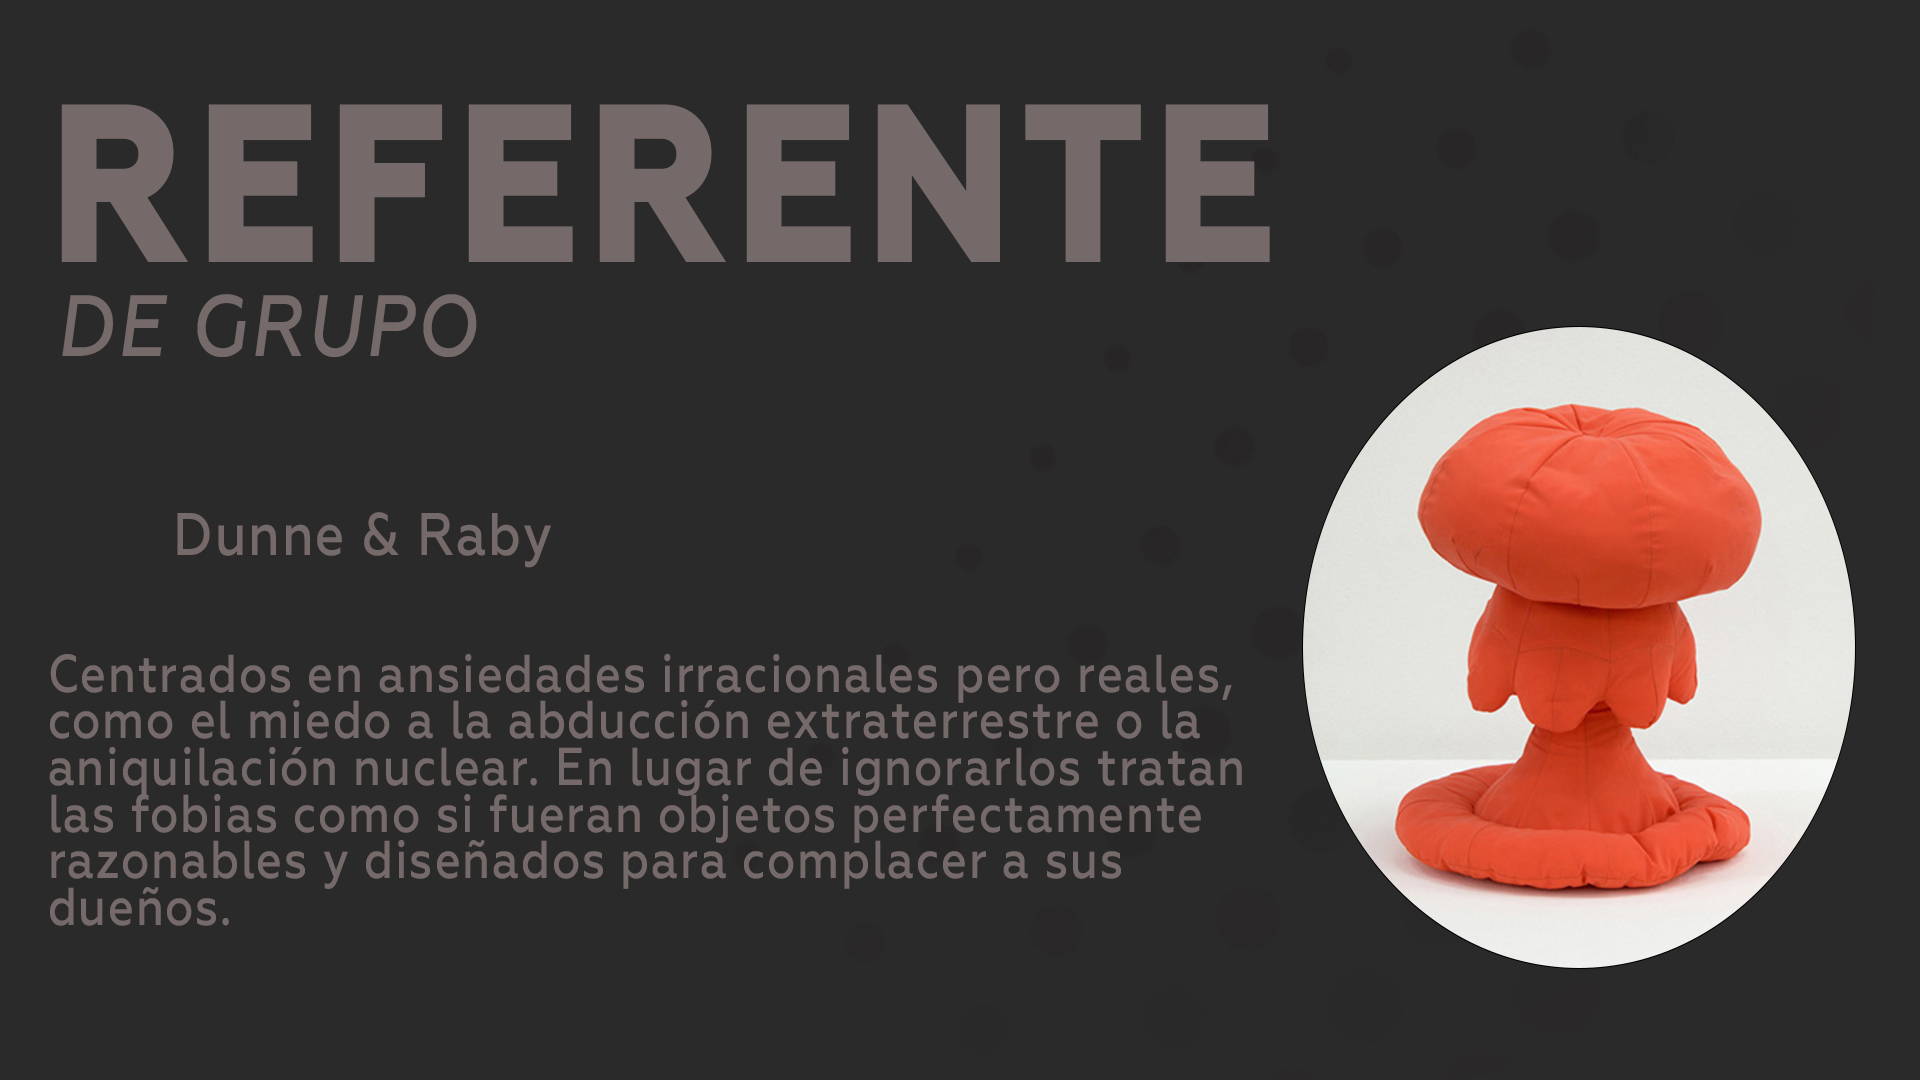 REFERENTE
DE GRUPO
Dunne & Raby
Centrados en ansiedades irracionales pero reales,
como el miedo a la abducción extraterrestre o la
aniquilación nuclear. En lugar de ignorarlos tratan
las fobias como si fueran objetos perfectamente
razonables y diseñados para complacer a sus
dueños.